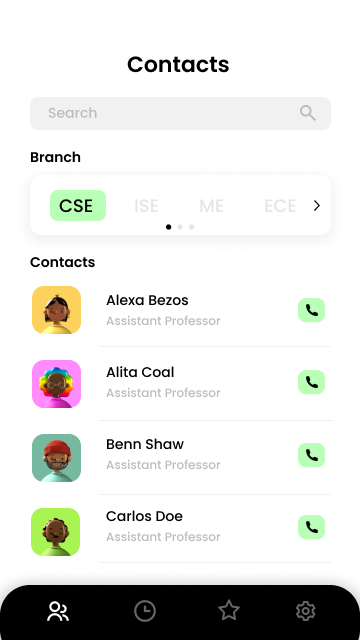 Contacts
Search
Branch
CSE ISE ME ECE
Contacts
Alexa Bezos
Assistant Professor
Alita Coal
Assistant Professor
Benn Shaw
Assistant Professor
Carlos Doe
Assistant Professor